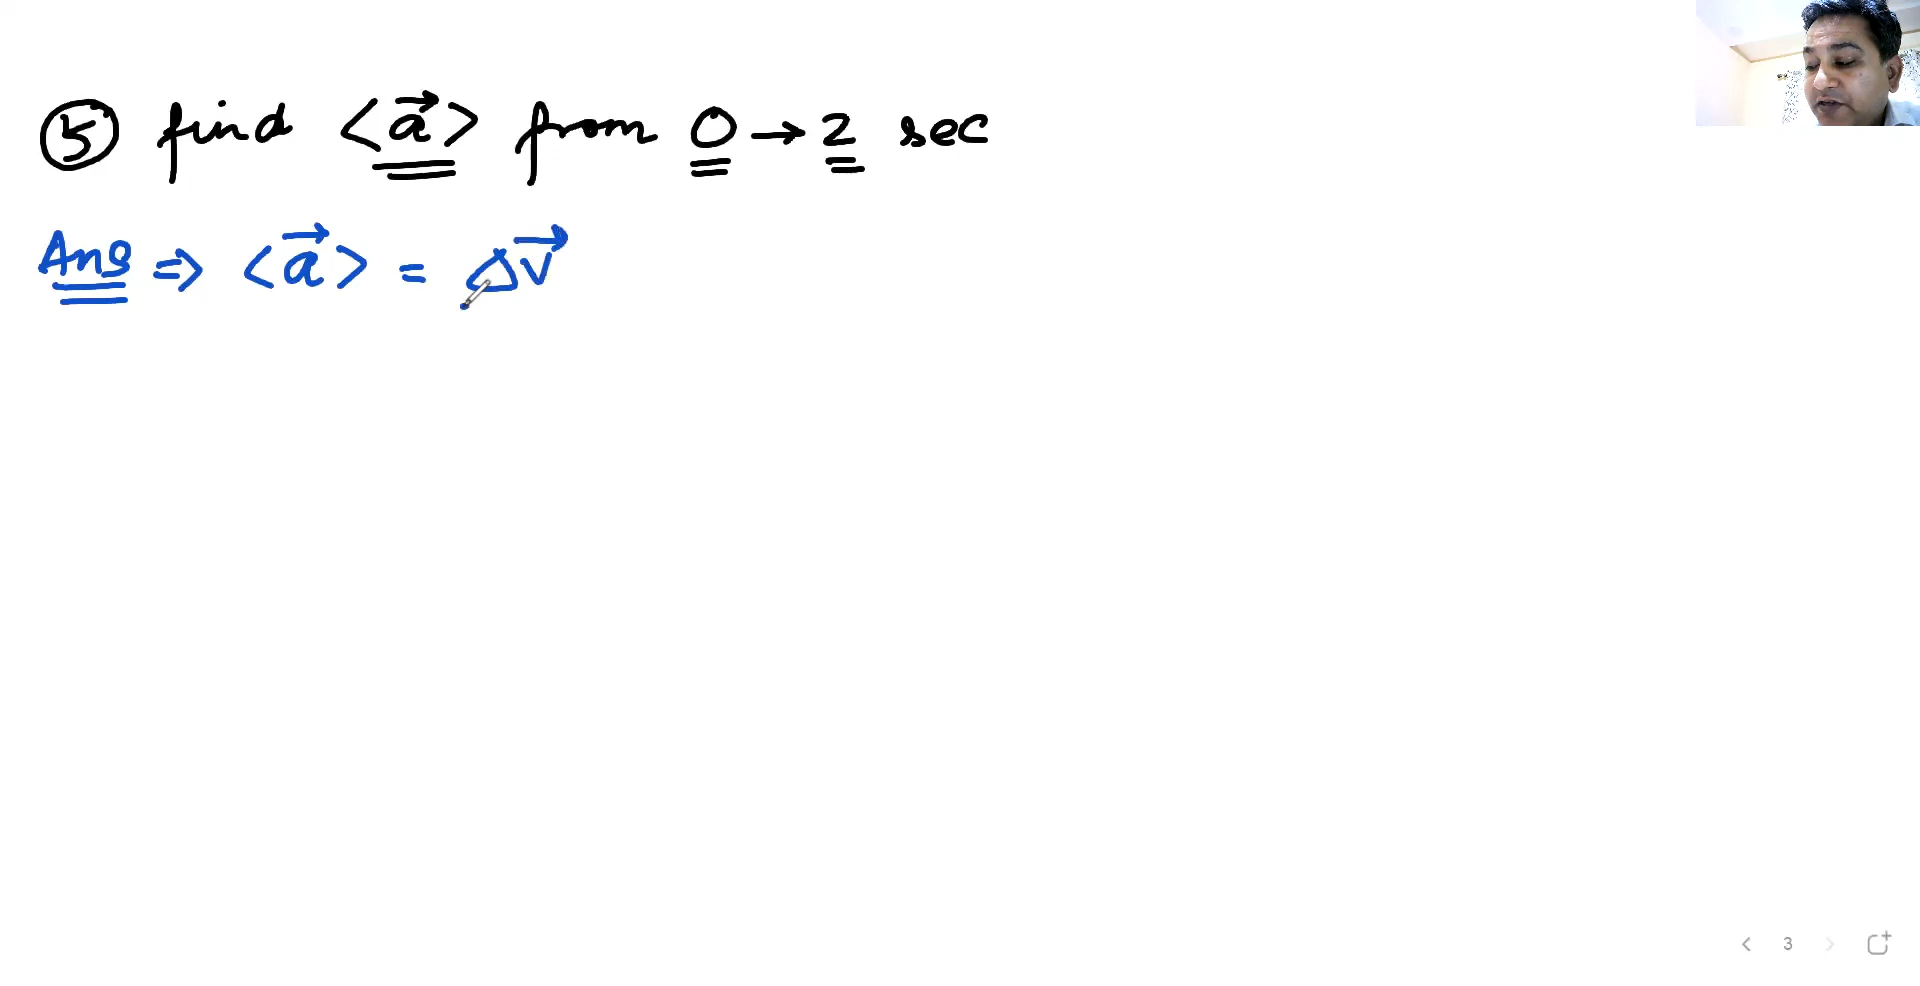 ⑤ find <a⃗> from 0 → 2 sec
Ans ⇒ <a⃗> = Δv⃗
3